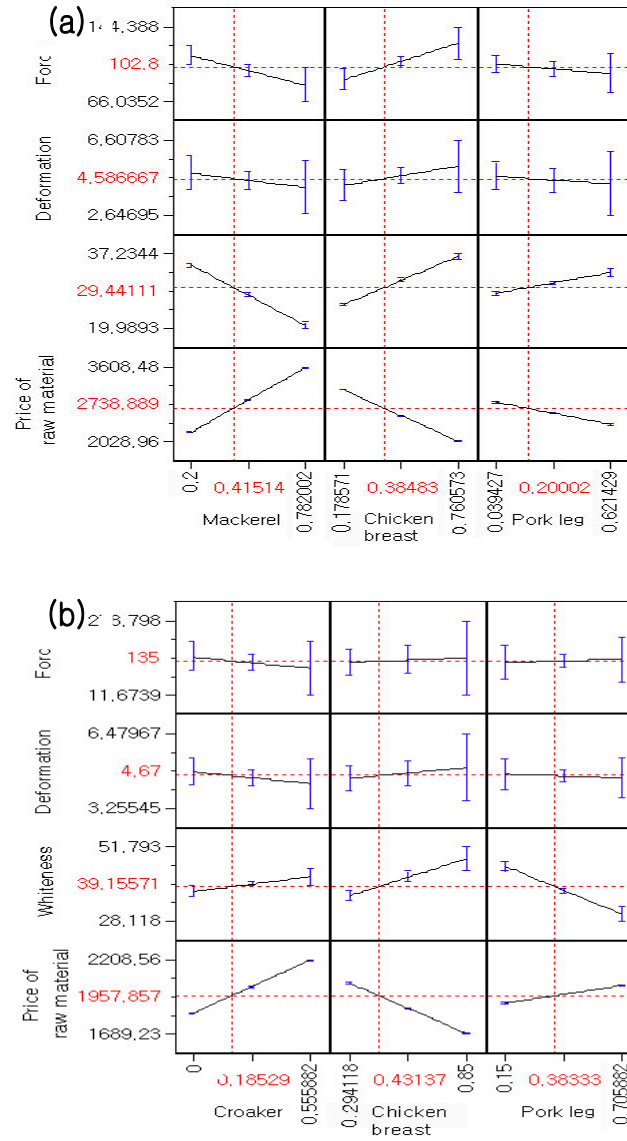 (a)
102,8
66,0352
Deformation
6,60783
4,586667
2,64695
37,2344
29,44111
19,9893
Price of
raw material
3608,48
2738,889
2028,96
0,2
0,41514
0,782002
0,178571
0,38483
0,760573
0,039427
0,20002
0,621429
Mackerel
Chicken
breast
Pork leg
(b)
135
11,6739
Deformation
6,47967
4,67
3,25545
Whiteness
51,793
39,15571
28,118
Price of
raw material
2208,56
1957,857
1689,23
0
0,18529
0,555882
0,294118
0,43137
0,85
0,15
0,38333
0,705882
Croaker
Chicken
breast
Pork leg